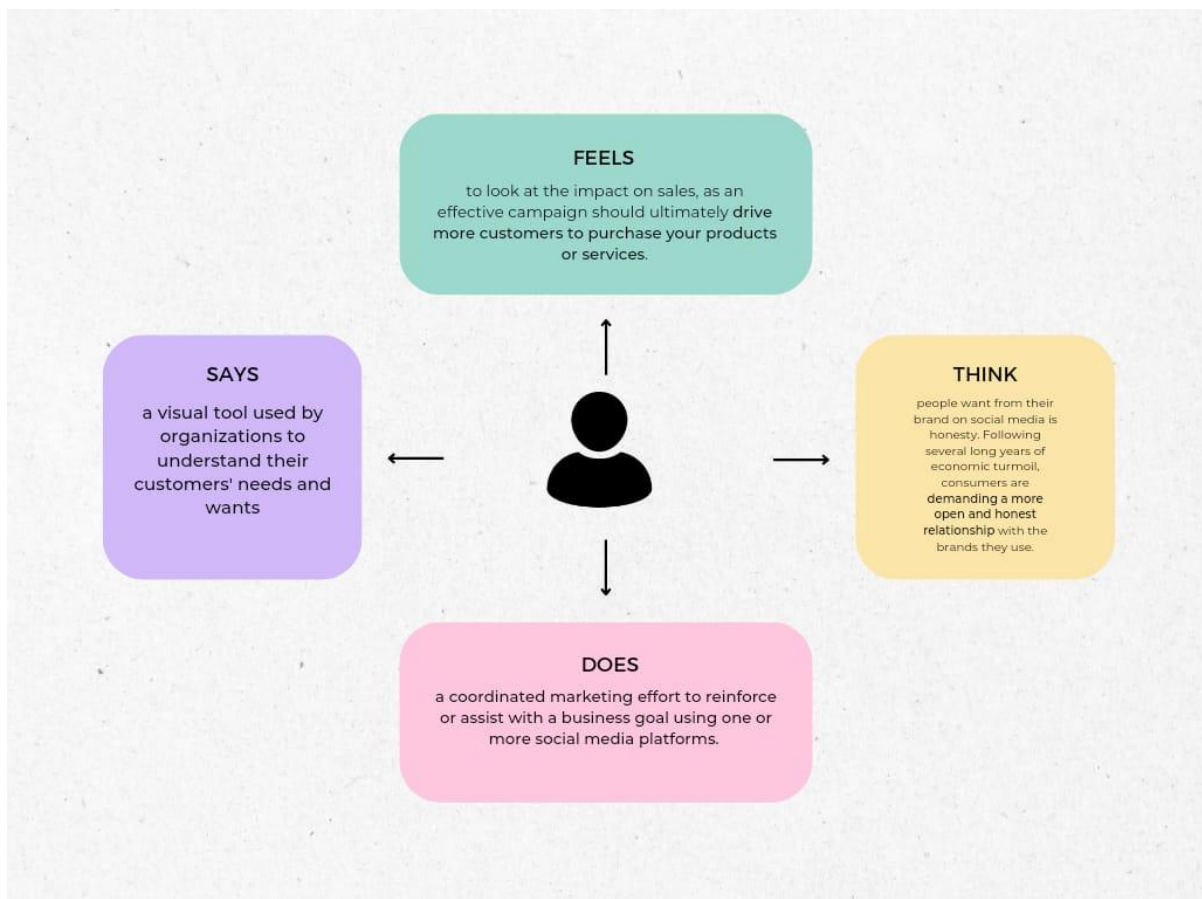 FEELS
to look at the impact on sales, as an
effective campaign should ultimately drive
more customers to purchase your products
or services.
SAYS
a visual tool used by
organizations to
understand their
customers' needs and
wants
THINK
people want from their
brand on social media is
honesty. Following
several long years of
economic turmoil,
consumers are
demanding a more
open and honest
relationship with the
brands they use.
DOES
a coordinated marketing effort to reinforce
or assist with a business goal using one or
more social media platforms.